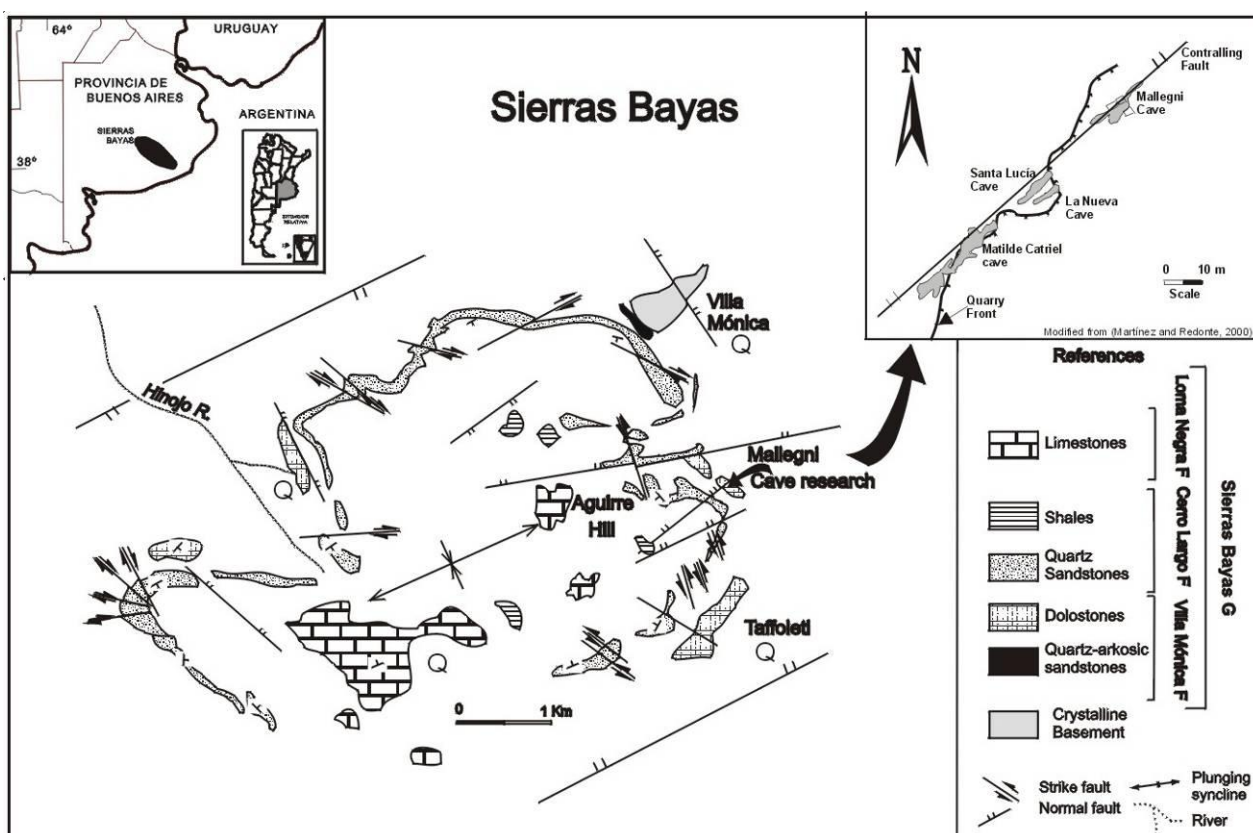 64º
URUGUAY
PROVINCIA DE
BUENOS AIRES
SIERRAS
BAYAS
38º
ARGENTINA
Sierras Bayas
N
Contralling
Fault
Mallegni
Cave
Santa Lucía
Cave
La Nueva
Cave
Matilde Catriel
cave
0 10 m
Scale
Quarry
Front
Modified from (Martínez and Redonte, 2000)
Villa
Mónica
Q
Hinojo R.
Q
Mallegni
Cave research
Aguirre
Hill
Taffoleti
Q
Q
0 1 Km
References
Limestones
Shales
Quartz
Sandstones
Dolostones
Quartz-arkosic
sandstones
Crystalline
Basement
Loma Negra F
Cerro Largo F
Villa Mónica F
Sierras Bayas G
Strike fault
Normal fault
Plunging
syncline
River